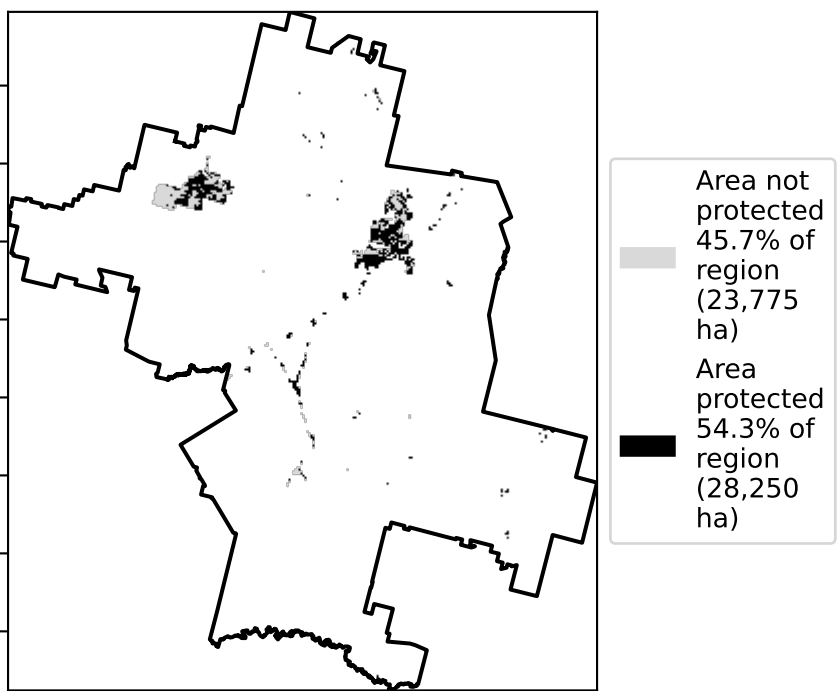 Area not
protected
45.7% of
region
(23,775
ha)
Area
protected
54.3% of
region
(28,250
ha)